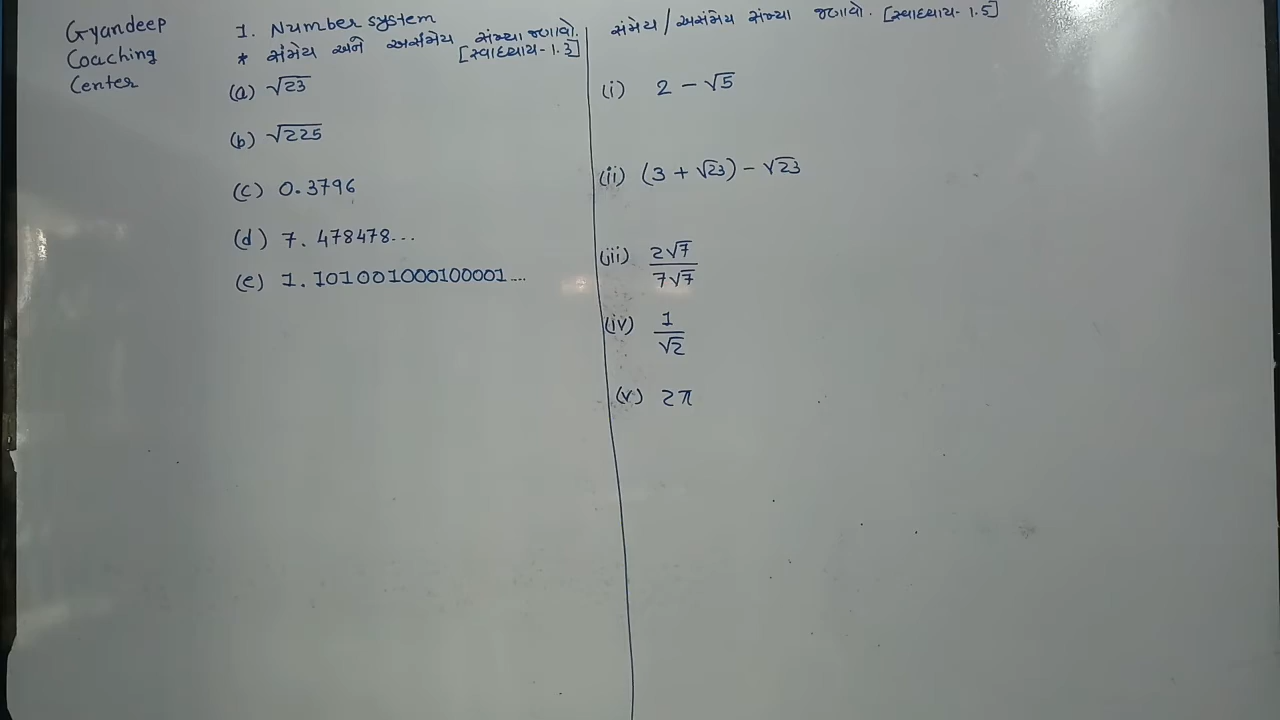 Gyandeep
Coaching
Center
1. Number system
* સંમેય અને અસંમેય સંખ્યા જણાવો.
[સ્વાધ્યાય-1.3]
(a) √23
(b) √225
(c) 0.3796
(d) 7.478478...
(e) 1.101001000100001....
સંમેય/અસંમેય સંખ્યા જણાવો. [સ્વાધ્યાય-1.5]
(i) 2 - √5
(ii) (3 + √23) - √23
(iii) 2√7 / 7√7
(iv) 1 / √2
(v) 2π